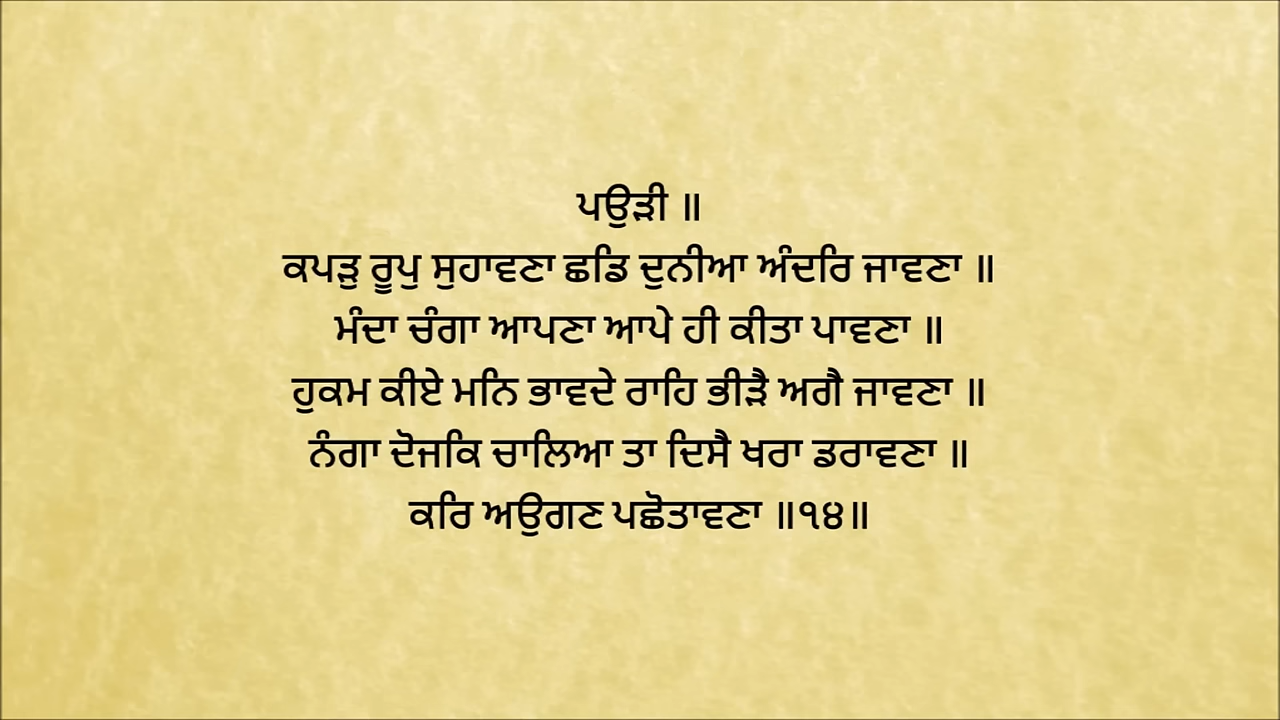 ਪਉੜੀ ॥
ਕਪੜੁ ਰੂਪੁ ਸੁਹਾਵਣਾ ਛਡਿ ਦੁਨੀਆ ਅੰਦਰਿ ਜਾਵਣਾ ॥
ਮੰਦਾ ਚੰਗਾ ਆਪਣਾ ਆਪੇ ਹੀ ਕੀਤਾ ਪਾਵਣਾ ॥
ਹੁਕਮ ਕੀਏ ਮਨਿ ਭਾਵਦੇ ਰਾਹਿ ਭੀੜੈ ਅਗੈ ਜਾਵਣਾ ॥
ਨੰਗਾ ਦੋਜਕਿ ਚਾਲਿਆ ਤਾ ਦਿਸੈ ਖਰਾ ਡਰਾਵਣਾ ॥
ਕਰਿ ਅਉਗਣ ਪਛੋਤਾਵਣਾ ॥੧੪॥